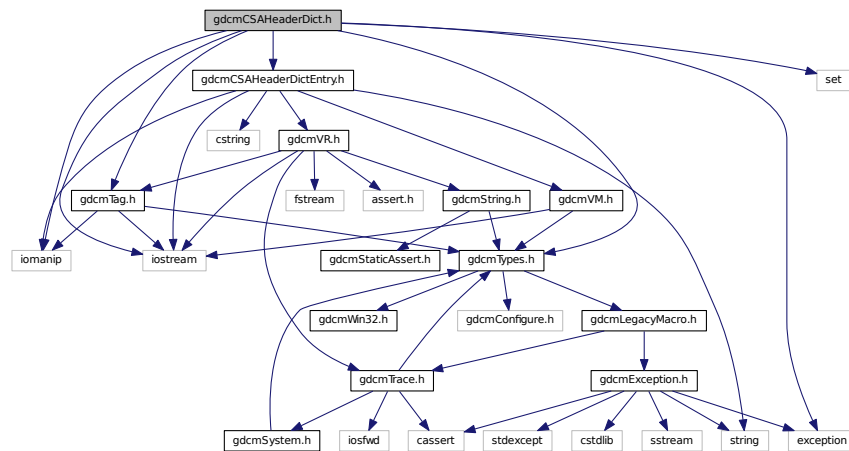 gdcmCSAHeaderDict.h
gdcmCSAHeaderDictEntry.h
set
cstring
gdcmVR.h
gdcmTag.h
fstream
assert.h
gdcmString.h
gdcmVM.h
iomanip
iostream
gdcmStaticAssert.h
gdcmTypes.h
gdcmWin32.h
gdcmConfigure.h
gdcmLegacyMacro.h
gdcmTrace.h
gdcmException.h
gdcmSystem.h
iosfwd
cassert
stdexcept
cstdlib
sstream
string
exception